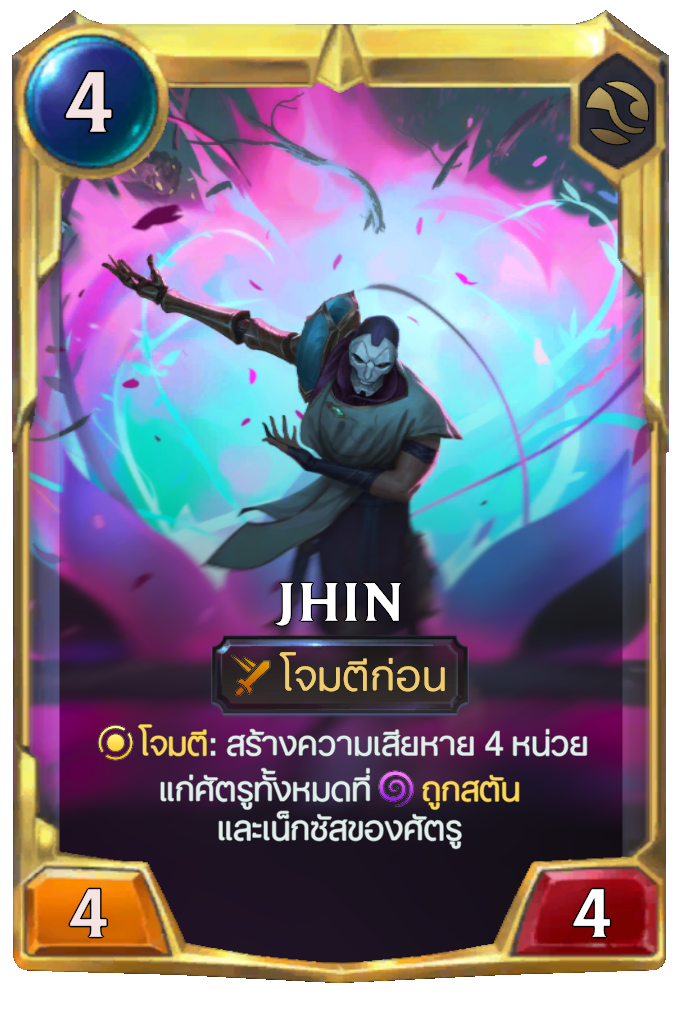 4
JHIN
โจมตีก่อน
โจมตี: สร้างความเสียหาย 4 หน่วย
แก่ศัตรูทั้งหมดที่ ถูกสตัน
และเน็กซัสของศัตรู
4 4